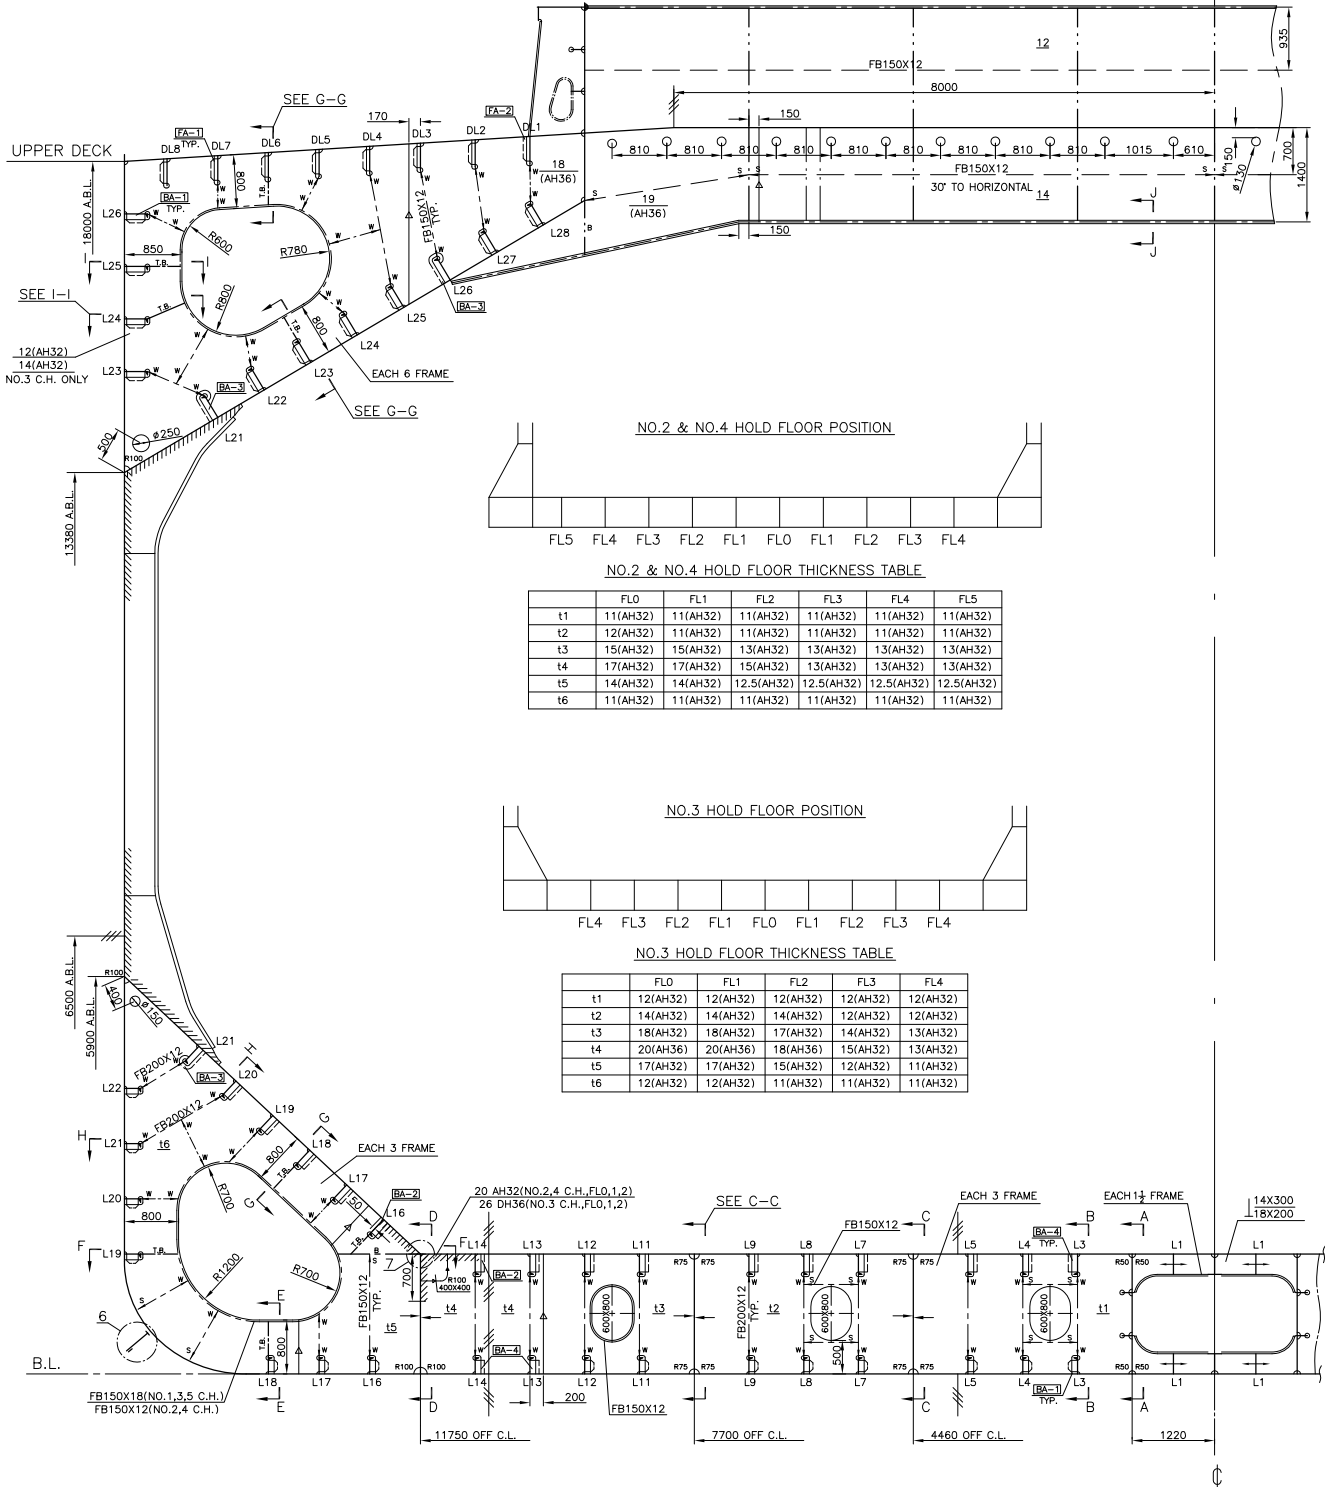 12
935
FB150X12
8000
SEE G-G
170
FA-2
150
FA-1
TYP.
DL8
DL7
DL6
DL5
DL4
DL3
DL2
DL1
UPPER DECK
18
(AH36)
810
810
810
810
810
810
810
810
810
1015
610
150
700
1400
ø130
FB150X12
30° TO HORIZONTAL
14
19
(AH36)
J
J
150
18000 A.B.L.
L26
BA-1
TYP.
800
T.B.
FB150X12
TYP.
R600
R780
850
L25
T.B.
I
I
L28
L27
L26
BA-3
SEE I-I
L24
T.B.
R800
T.B.
800
L25
L24
12(AH32)
14(AH32)
NO.3 C.H. ONLY
L23
BA-3
L23
EACH 6 FRAME
L22
SEE G-G
L21
500
ø250
R100
13380 A.B.L.
NO.2 & NO.4 HOLD FLOOR POSITION
FL5 FL4 FL3 FL2 FL1 FL0 FL1 FL2 FL3 FL4
NO.2 & NO.4 HOLD FLOOR THICKNESS TABLE
FL0 FL1 FL2 FL3 FL4 FL5
t1 11(AH32) 11(AH32) 11(AH32) 11(AH32) 11(AH32) 11(AH32)
t2 12(AH32) 11(AH32) 11(AH32) 11(AH32) 11(AH32) 11(AH32)
t3 15(AH32) 15(AH32) 13(AH32) 13(AH32) 13(AH32) 13(AH32)
t4 17(AH32) 17(AH32) 15(AH32) 13(AH32) 13(AH32) 13(AH32)
t5 14(AH32) 14(AH32) 12.5(AH32) 12.5(AH32) 12.5(AH32) 12.5(AH32)
t6 11(AH32) 11(AH32) 11(AH32) 11(AH32) 11(AH32) 11(AH32)
NO.3 HOLD FLOOR POSITION
FL4 FL3 FL2 FL1 FL0 FL1 FL2 FL3 FL4
NO.3 HOLD FLOOR THICKNESS TABLE
FL0 FL1 FL2 FL3 FL4
t1 12(AH32) 12(AH32) 12(AH32) 12(AH32) 12(AH32)
t2 14(AH32) 14(AH32) 14(AH32) 12(AH32) 12(AH32)
t3 18(AH32) 18(AH32) 17(AH32) 14(AH32) 13(AH32)
t4 20(AH36) 20(AH36) 18(AH36) 15(AH32) 13(AH32)
t5 17(AH32) 17(AH32) 15(AH32) 12(AH32) 11(AH32)
t6 12(AH32) 12(AH32) 11(AH32) 11(AH32) 11(AH32)
6500 A.B.L.
5900 A.B.L.
R100
400
ø150
L21
H
L20
FB200X12
BA-3
L22
FB200X12
L19
G
L18
H
L21
t6
800
EACH 3 FRAME
L17
T.B.
L20
R700
G
150
BA-2
L16
20 AH32(NO.2,4 C.H.,FL0,1,2)
26 DH36(NO.3 C.H.,FL0,1,2)
800
D
SEE C-C
EACH 3 FRAME
EACH 1½ FRAME
14X300
18X200
FB150X12
C
BA-4
TYP.
B
A
F
L19
T.B.
T.B.
F
L14
L13
L12
L11
L9
L8
L7
L5
L4
L3
L1
L1
7
700
R100
400X400
BA-2
R75
R75
R75
R75
R50
R50
R1200
R700
FB150X12
TYP.
t5
t4
t4
600X800
t3
FB200X12
TYP.
t2
600X800
600X800
t1
E
6
T.B.
800
BA-4
500
B.L.
R100
R100
R75
R75
R75
R75
R50
R50
L18
L17
L16
L14
L13
L12
L11
L9
L8
L7
L5
L4
L3
L1
L1
BA-1
TYP.
FB150X18(NO.1,3,5 C.H.)
FB150X12(NO.2,4 C.H.)
E
D
200
FB150X12
C
B
A
11750 OFF C.L.
7700 OFF C.L.
4460 OFF C.L.
1220